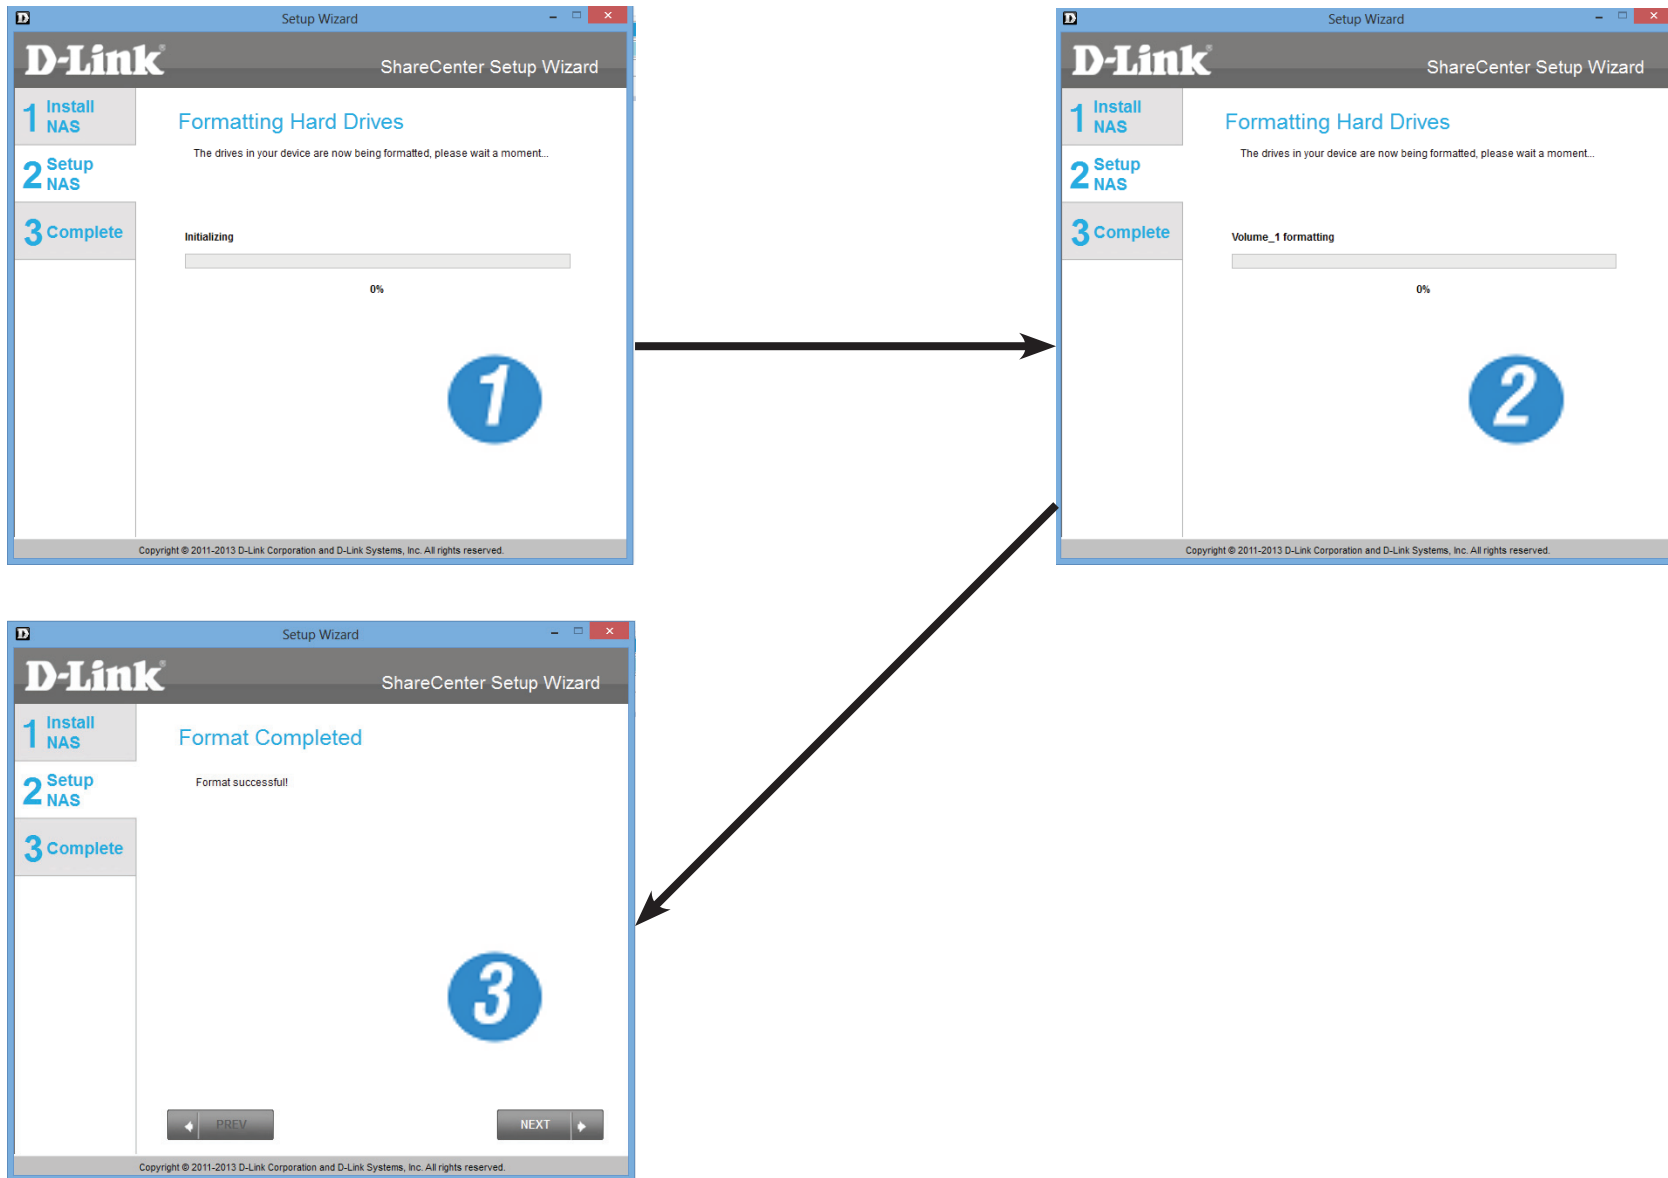 Setup Wizard
D-Link®
ShareCenter Setup Wizard
1 Install
NAS
2 Setup
NAS
3 Complete
Formatting Hard Drives
The drives in your device are now being formatted, please wait a moment...
Initializing
0%
1
Copyright © 2011-2013 D-Link Corporation and D-Link Systems, Inc. All rights reserved.
Setup Wizard
D-Link®
ShareCenter Setup Wizard
1 Install
NAS
2 Setup
NAS
3 Complete
Formatting Hard Drives
The drives in your device are now being formatted, please wait a moment...
Volume_1 formatting
0%
2
Copyright © 2011-2013 D-Link Corporation and D-Link Systems, Inc. All rights reserved.
Setup Wizard
D-Link®
ShareCenter Setup Wizard
1 Install
NAS
2 Setup
NAS
3 Complete
Format Completed
Format successful!
3
PREV
NEXT
Copyright © 2011-2013 D-Link Corporation and D-Link Systems, Inc. All rights reserved.